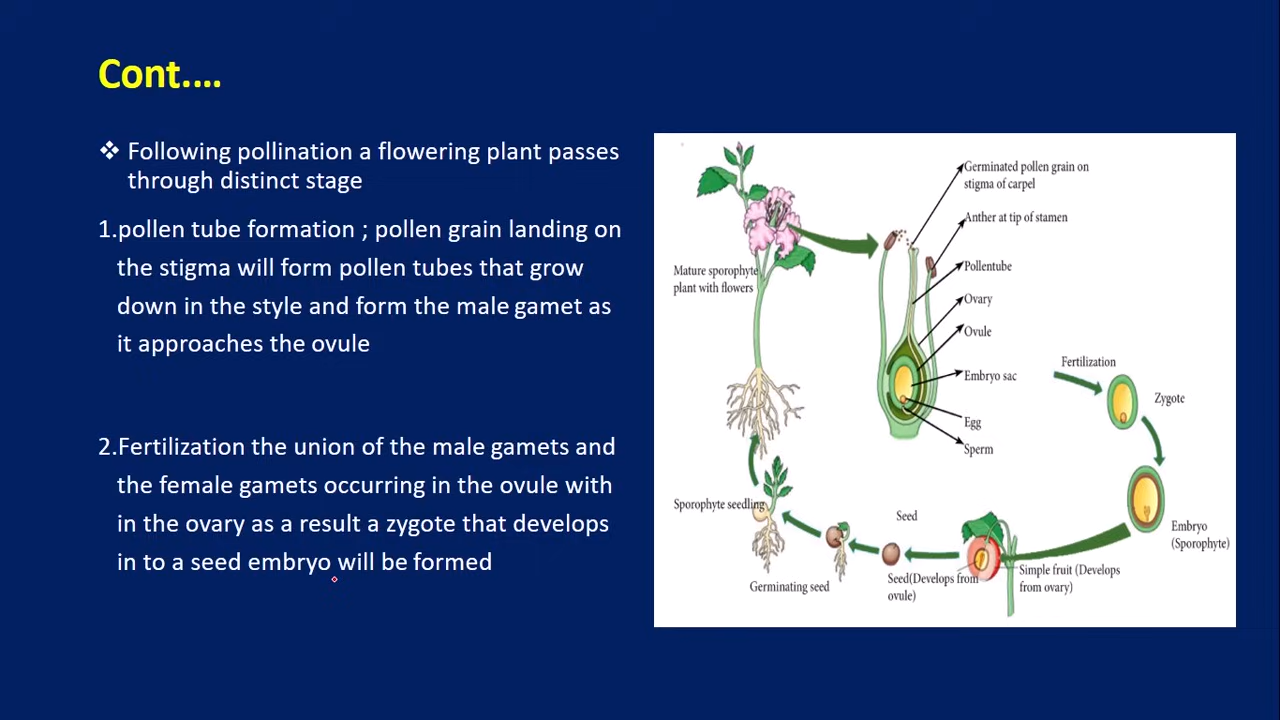 Cont.…
❖ Following pollination a flowering plant passes
through distinct stage
1.pollen tube formation ; pollen grain landing on
the stigma will form pollen tubes that grow
down in the style and form the male gamet as
it approaches the ovule
2.Fertilization the union of the male gamets and
the female gamets occurring in the ovule with
in the ovary as a result a zygote that develops
in to a seed embryo will be formed
Germinated pollen grain on
stigma of carpel
Anther at tip of stamen
Pollentube
Ovary
Ovule
Embryo sac
Egg
Sperm
Mature sporophyte
plant with flowers
Fertilization
Zygote
Embryo
(Sporophyte)
Simple fruit (Develops
from ovary)
Seed
Seed(Develops from
ovule)
Germinating seed
Sporophyte seedling